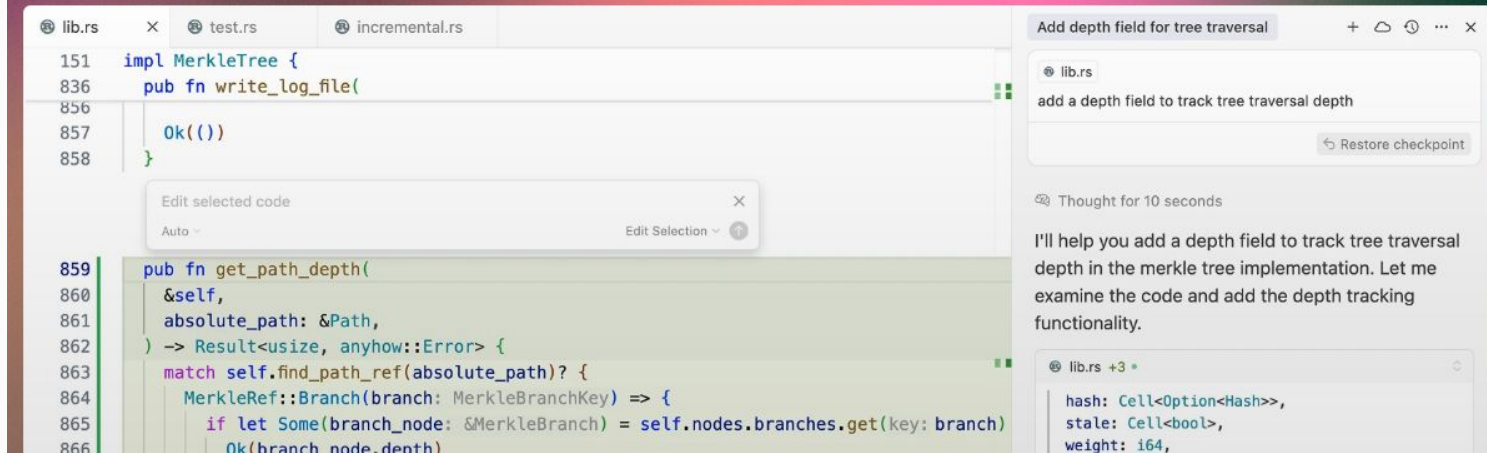 lib.rs
test.rs
incremental.rs
151 impl MerkleTree {
836 pub fn write_log_file(
856
857 Ok(())
858 }
Edit selected code
Auto
Edit Selection
859 pub fn get_path_depth(
860 &self,
861 absolute_path: &Path,
862 ) -> Result<usize, anyhow::Error> {
863 match self.find_path_ref(absolute_path)? {
864 MerkleRef::Branch(branch: MerkleBranchKey) => {
865 if let Some(branch_node: &MerkleBranch) = self.nodes.branches.get(key: branch)
866 Ok(branch_node.depth)
Add depth field for tree traversal
lib.rs
add a depth field to track tree traversal depth
Restore checkpoint
Thought for 10 seconds
I'll help you add a depth field to track tree traversal
depth in the merkle tree implementation. Let me
examine the code and add the depth tracking
functionality.
lib.rs +3
hash: Cell<Option<Hash>>,
stale: Cell<bool>,
weight: i64,